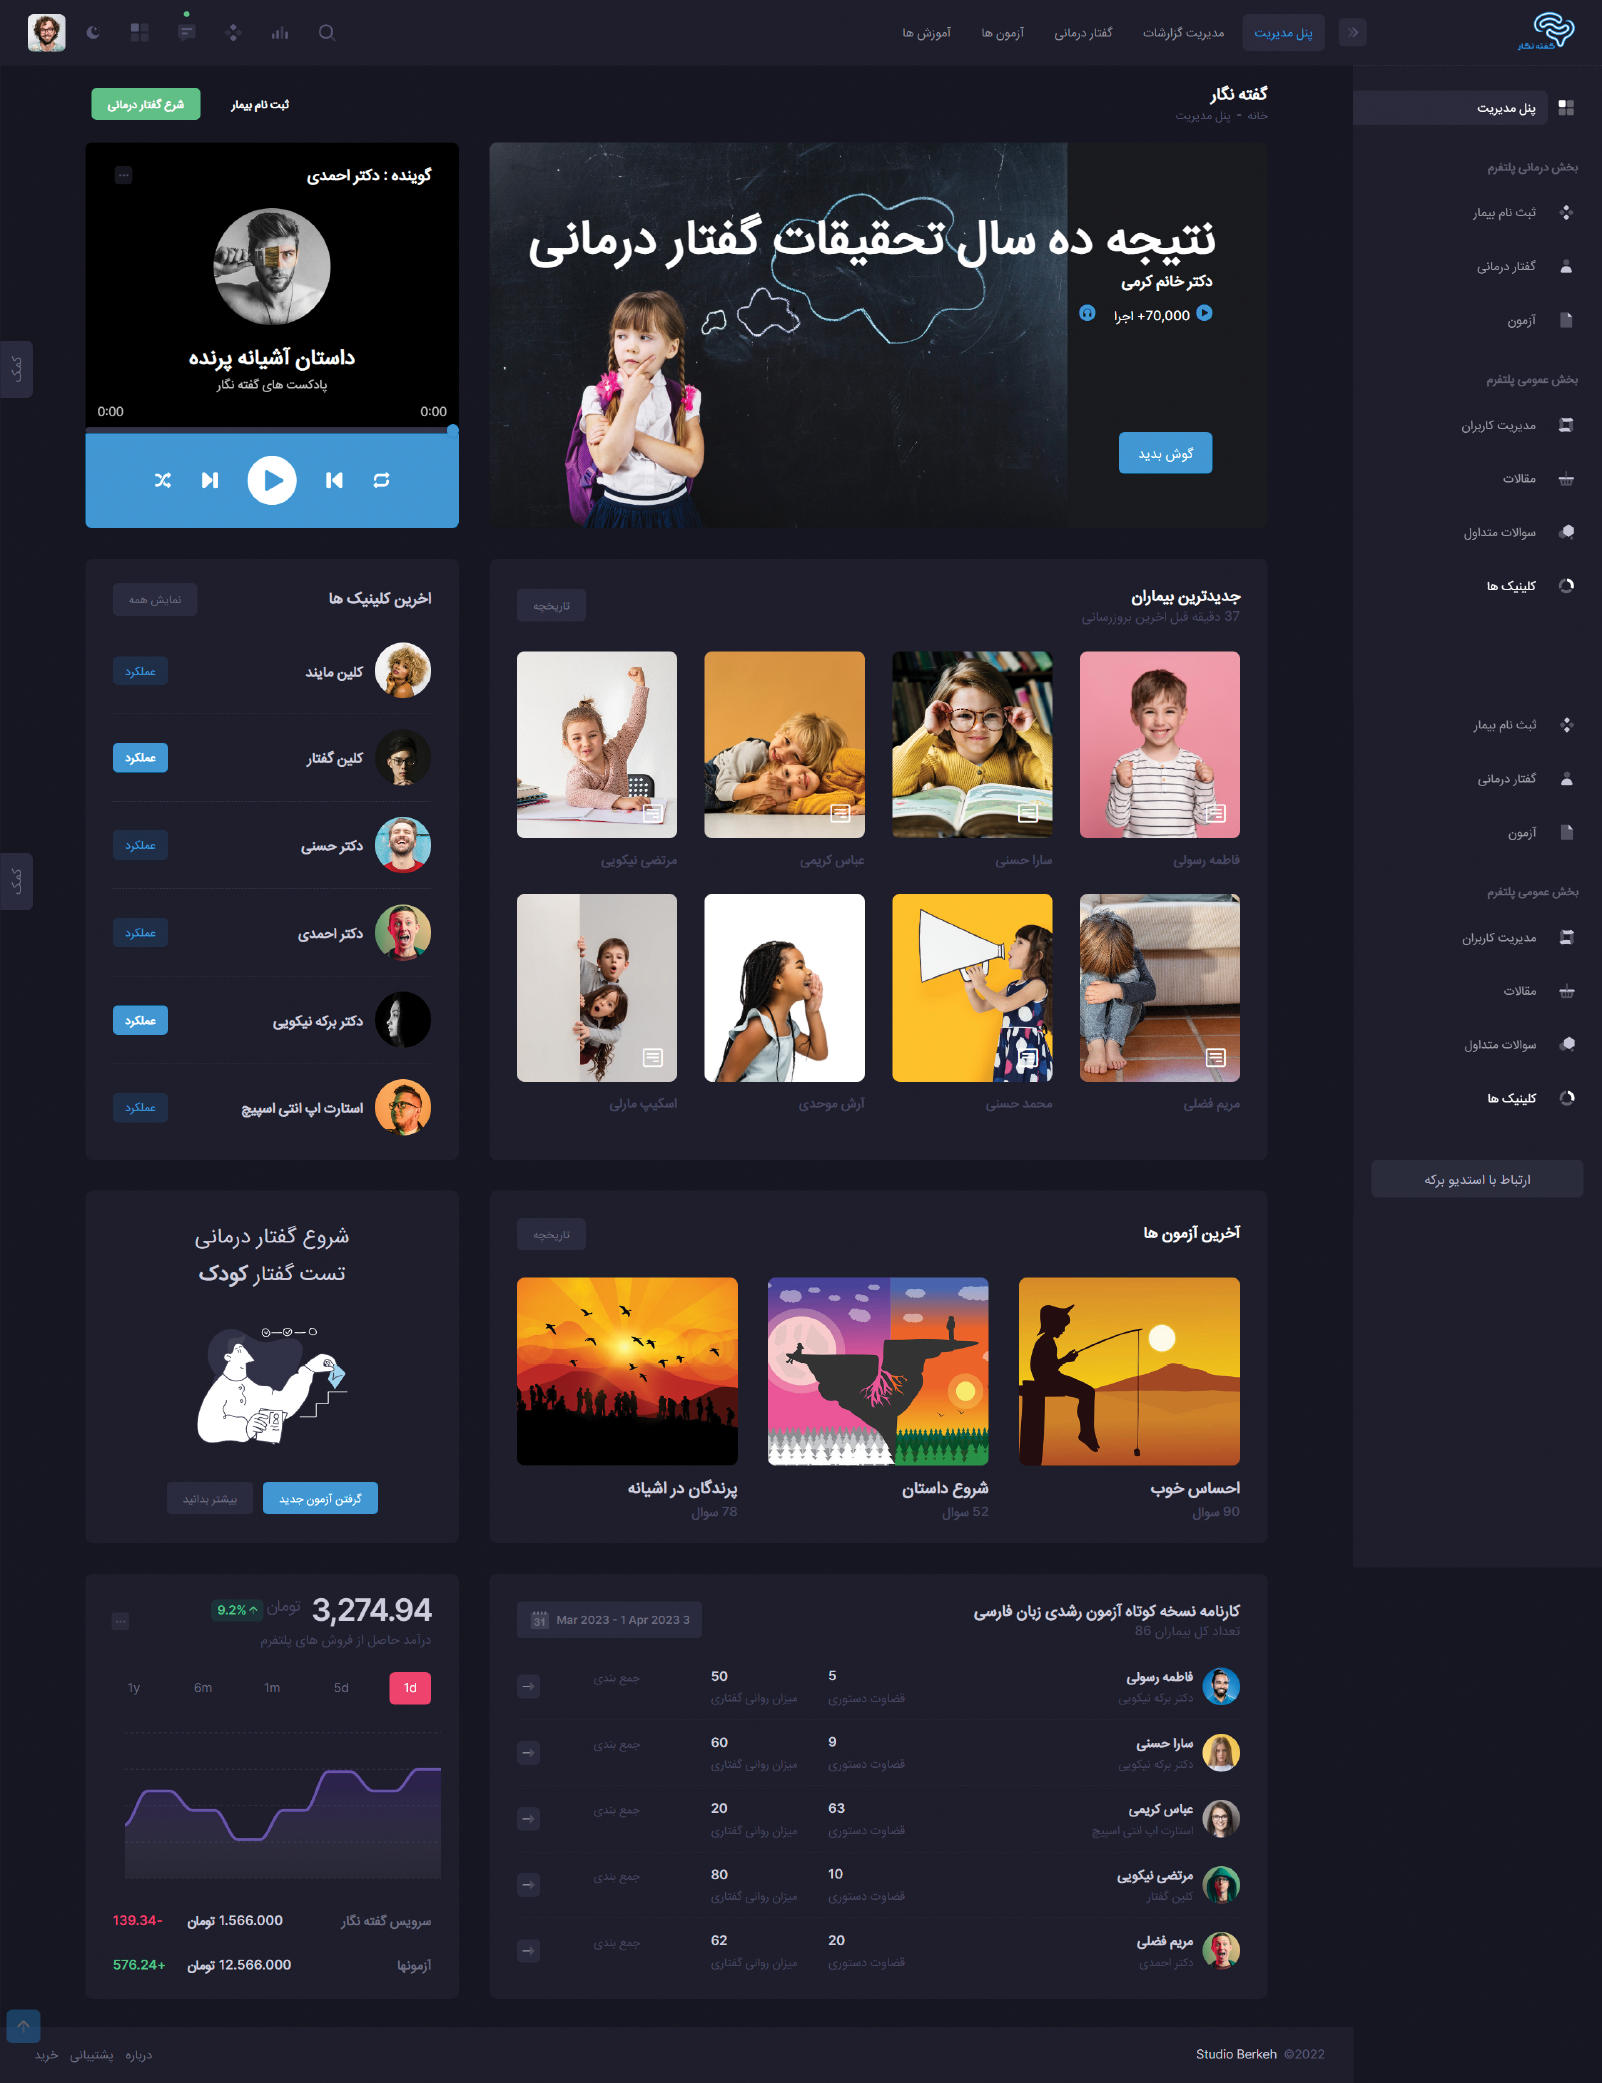 گفته نگار
پنل مدیریت
مدیریت گزارشات
گفتار درمانی
آزمون ها
آموزش ها
گفته نگار
خانه - پنل مدیریت
ثبت نام بیمار
شرع گفتار درمانی
پنل مدیریت
بخش درمانی پلتفرم
ثبت نام بیمار
گفتار درمانی
آزمون
بخش عمومی پلتفرم
مدیریت کاربران
مقالات
سوالات متداول
کلینیک ها
ثبت نام بیمار
گفتار درمانی
آزمون
بخش عمومی پلتفرم
مدیریت کاربران
مقالات
سوالات متداول
کلینیک ها
ارتباط با استدیو برکه
نتیجه ده سال تحقیقات گفتار درمانی
دکتر خانم کرمی
70,000+ اجرا
گوش بدید
گوینده : دکتر احمدی
داستان آشیانه پرنده
پادکست های گفته نگار
0:00
0:00
کمک
کمک
جدیدترین بیماران
37 دقیقه قبل اخرین بروزرسانی
تاریخچه
فاطمه رسولی
سارا حسنی
عباس کریمی
مرتضی نیکویی
مریم فضلی
محمد حسنی
آرش موحدی
اسکیپ مارلی
اخرین کلینیک ها
نمایش همه
کلین مایند
عملکرد
کلین گفتار
عملکرد
دکتر حسنی
عملکرد
دکتر احمدی
عملکرد
دکتر برکه نیکویی
عملکرد
استارت اپ انتی اسپیچ
عملکرد
آخرین آزمون ها
تاریخچه
احساس خوب
90 سوال
شروع داستان
52 سوال
پرندگان در اشیانه
78 سوال
شروع گفتار درمانی
تست گفتار کودک
گرفتن آزمون جدید
بیشتر بدانید
کارنامه نسخه کوتاه آزمون رشدی زبان فارسی
تعداد کل بیماران 86
31
Mar 2023 - 1 Apr 2023 3
فاطمه رسولی
دکتر برکه نیکویی
5
قضاوت دستوری
50
میزان روانی گفتاری
جمع بندی
سارا حسنی
دکتر برکه نیکویی
9
قضاوت دستوری
60
میزان روانی گفتاری
جمع بندی
عباس کریمی
استارت اپ انتی اسپیچ
63
قضاوت دستوری
20
میزان روانی گفتاری
جمع بندی
مرتضی نیکویی
کلین گفتار
10
قضاوت دستوری
80
میزان روانی گفتاری
جمع بندی
مریم فضلی
دکتر احمدی
20
قضاوت دستوری
62
میزان روانی گفتاری
جمع بندی
3,274.94 تومان 9.2%
درآمد حاصل از فروش های پلتفرم
1d
5d
1m
6m
1y
سرویس گفته نگار
1.566.000 تومان
139.34-
آزمونها
12.566.000 تومان
576.24+
Studio Berkeh ©2022
درباره
پشتیبانی
خرید